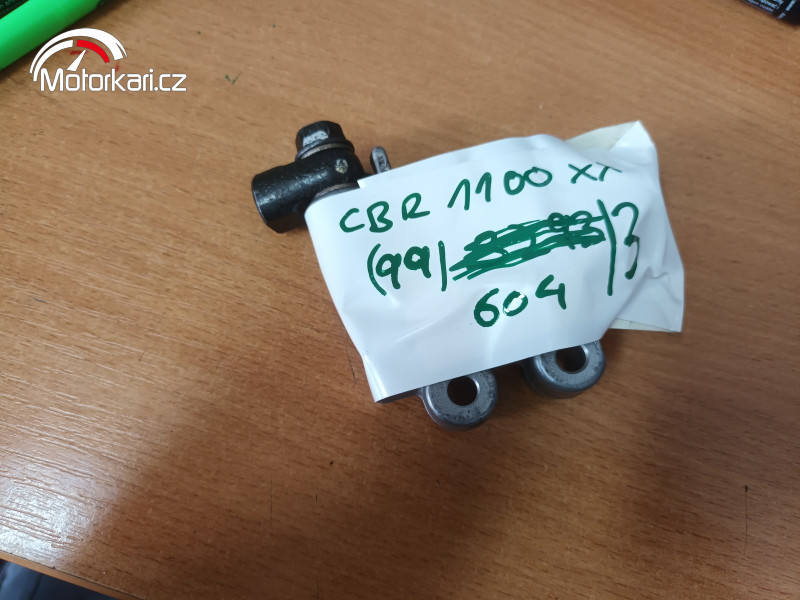 Motorkari.cz
CBR 1100 XX
(99) )3
604